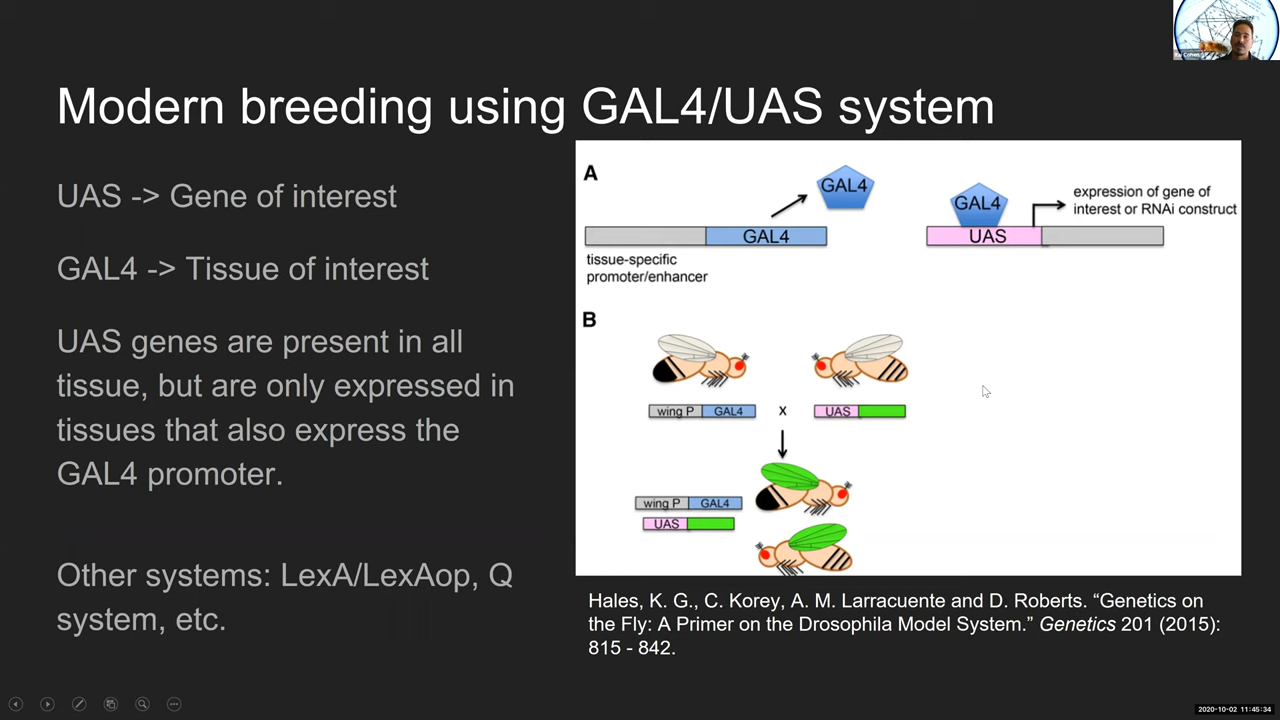 Modern breeding using GAL4/UAS system
UAS -> Gene of interest
GAL4 -> Tissue of interest
UAS genes are present in all
tissue, but are only expressed in
tissues that also express the
GAL4 promoter.
Other systems: LexA/LexAop, Q
system, etc.
A
GAL4
GAL4
tissue-specific
promoter/enhancer
GAL4
UAS
expression of gene of
interest or RNAi construct
B
wing P GAL4 x UAS
wing P GAL4
UAS
Hales, K. G., C. Korey, A. M. Larracuente and D. Roberts. “Genetics on
the Fly: A Primer on the Drosophila Model System.” Genetics 201 (2015):
815 - 842.
2020-10-02 11:45:34